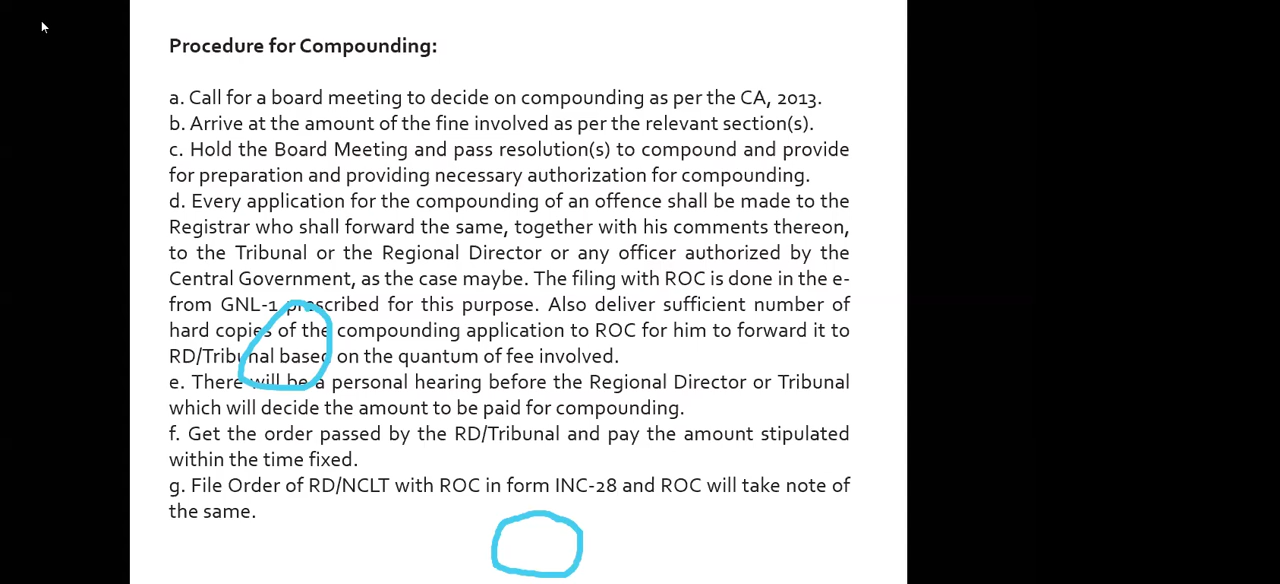 Procedure for Compounding:
a. Call for a board meeting to decide on compounding as per the CA, 2013.
b. Arrive at the amount of the fine involved as per the relevant section(s).
c. Hold the Board Meeting and pass resolution(s) to compound and provide
for preparation and providing necessary authorization for compounding.
d. Every application for the compounding of an offence shall be made to the
Registrar who shall forward the same, together with his comments thereon,
to the Tribunal or the Regional Director or any officer authorized by the
Central Government, as the case maybe. The filing with ROC is done in the e-
from GNL-1 prescribed for this purpose. Also deliver sufficient number of
hard copies of the compounding application to ROC for him to forward it to
RD/Tribunal based on the quantum of fee involved.
e. There will be a personal hearing before the Regional Director or Tribunal
which will decide the amount to be paid for compounding.
f. Get the order passed by the RD/Tribunal and pay the amount stipulated
within the time fixed.
g. File Order of RD/NCLT with ROC in form INC-28 and ROC will take note of
the same.